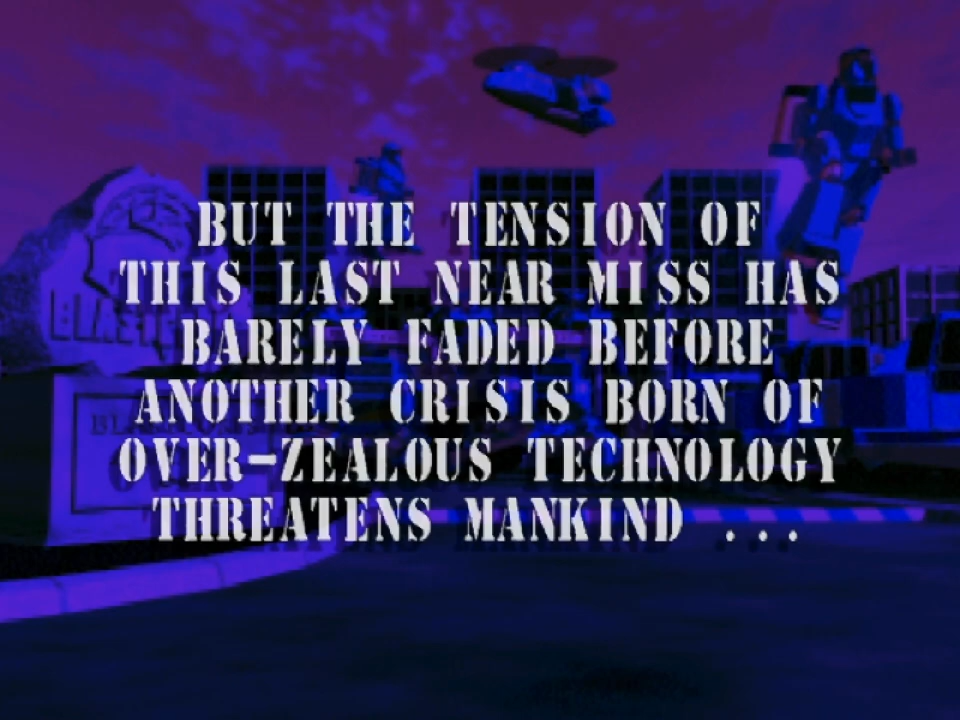 BUT THE TENSION OF
THIS LAST NEAR MISS HAS
BARELY FADED BEFORE
ANOTHER CRISIS BORN OF
OVER-ZEALOUS TECHNOLOGY
THREATENS MANKIND ...